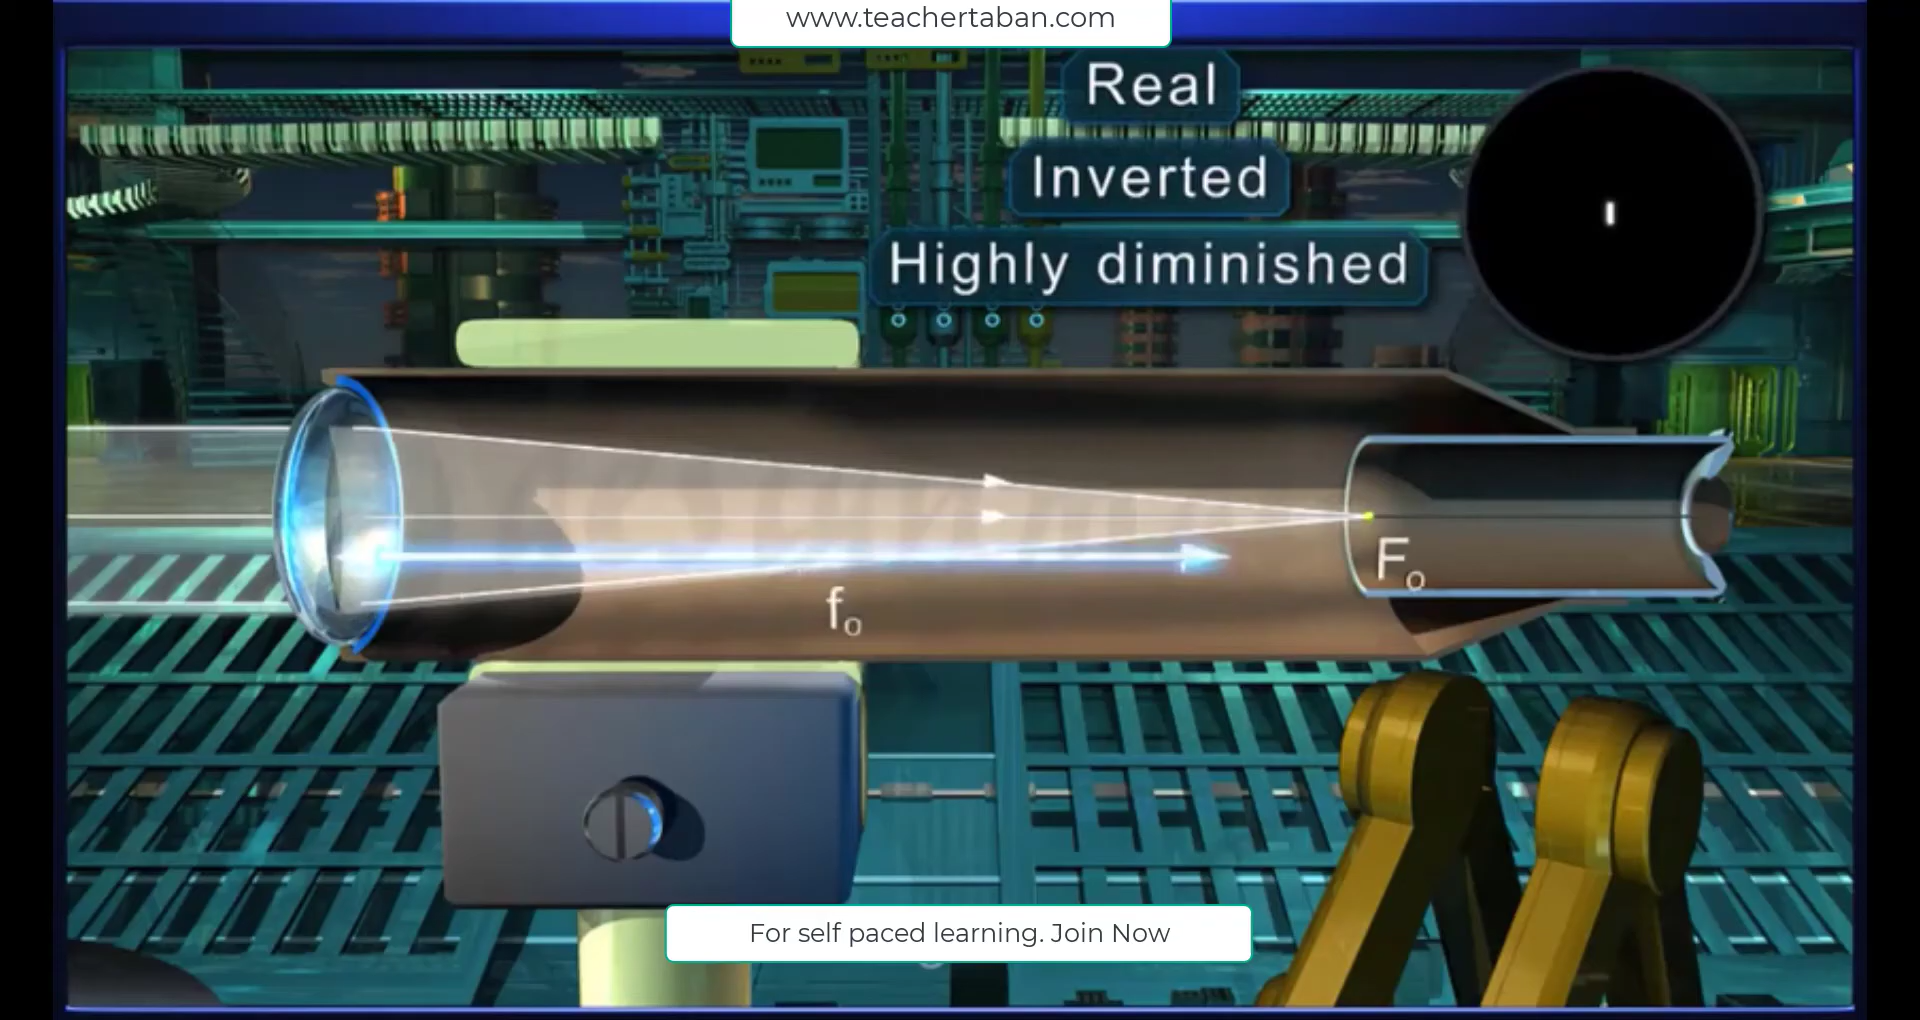 www.teachertaban.com
Real
Inverted
Highly diminished
fo
Fo
For self paced learning. Join Now